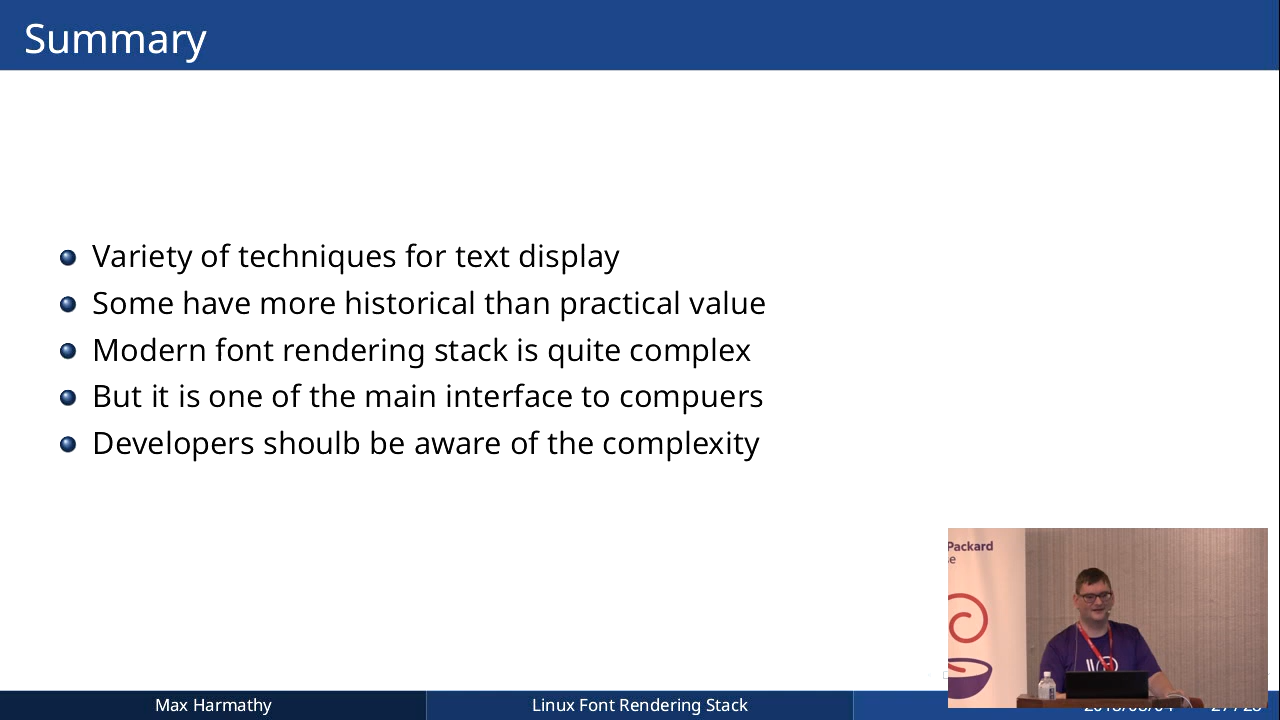 Summary
Variety of techniques for text display
Some have more historical than practical value
Modern font rendering stack is quite complex
But it is one of the main interface to compuers
Developers shoulb be aware of the complexity
Packard
Max Harmathy
Linux Font Rendering Stack